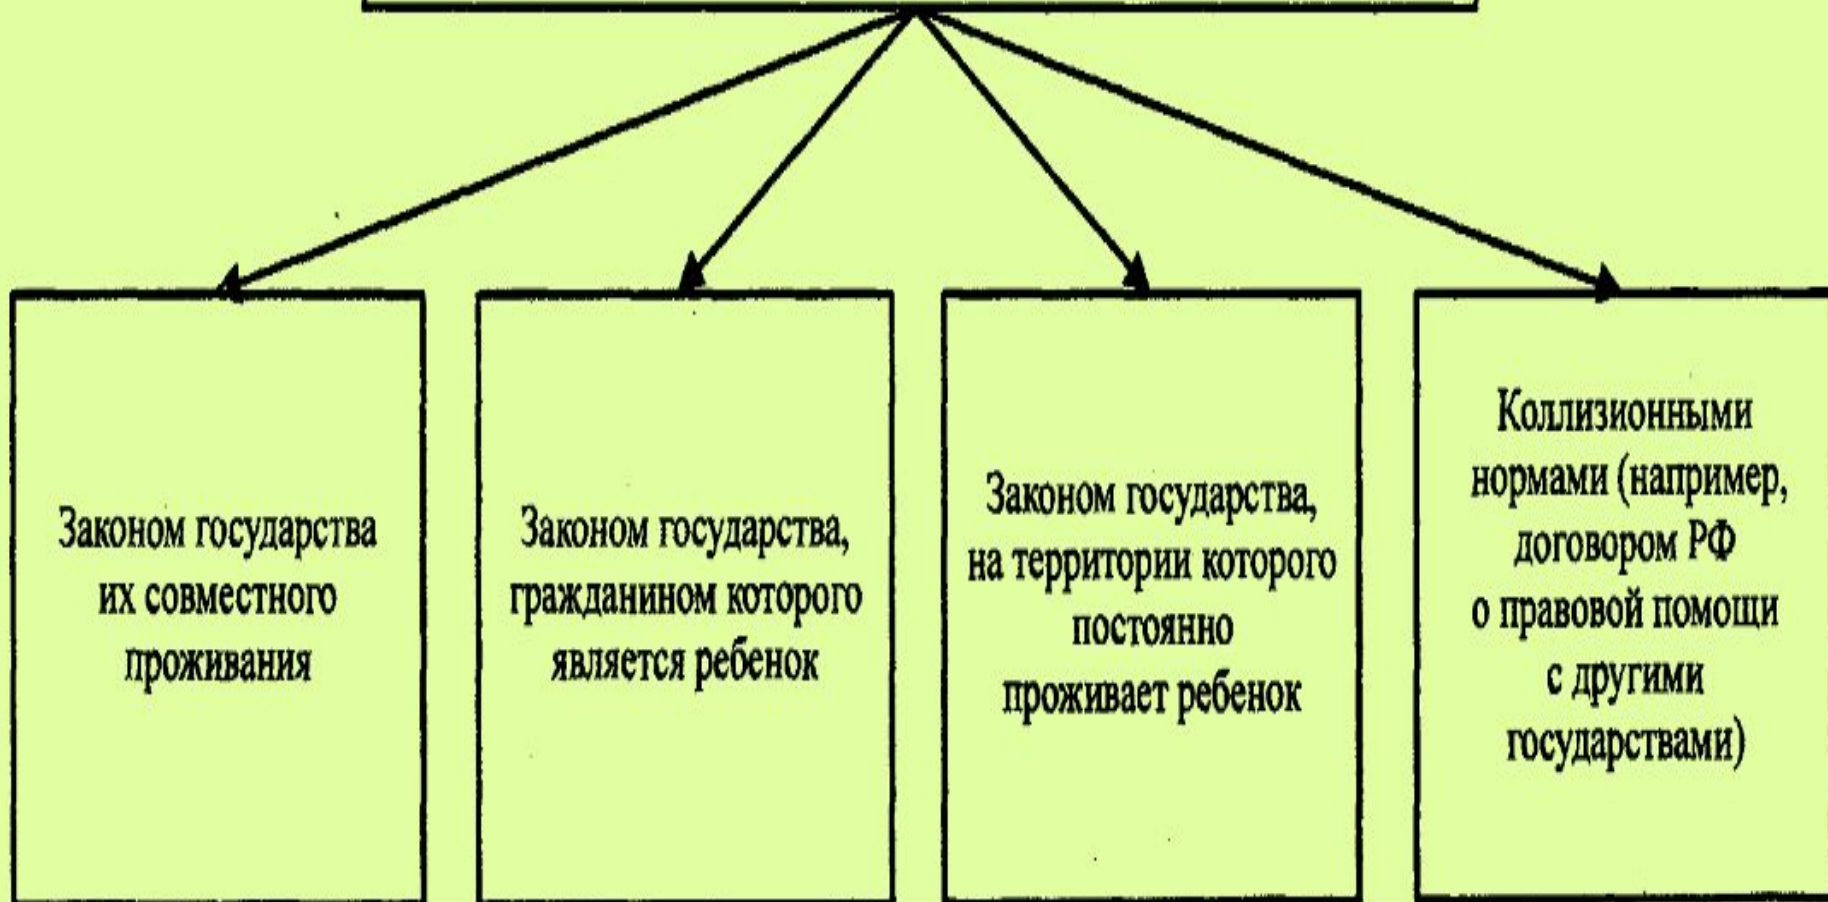 Законом государства
их совместного
проживания
Законом государства,
гражданином которого
является ребенок
Законом государства,
на территории которого
постоянно
проживает ребенок
Коллизионными
нормами (например,
договором РФ
о правовой помощи
с другими
государствами)